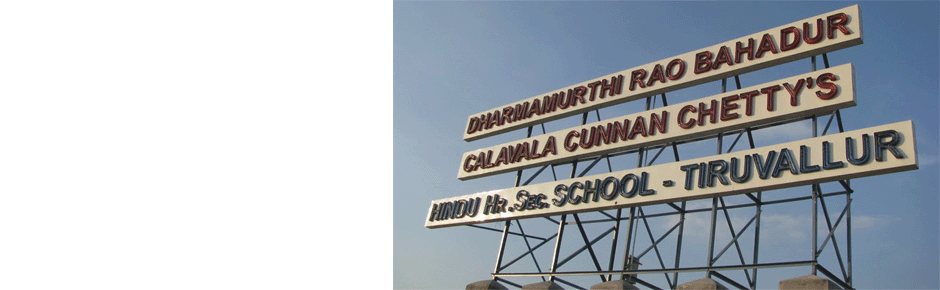 DHARMAMURTHI RAO BAHADUR
CALAVALA CUNNAN CHETTY'S
HINDU HR. SEC. SCHOOL - TIRUVALLUR